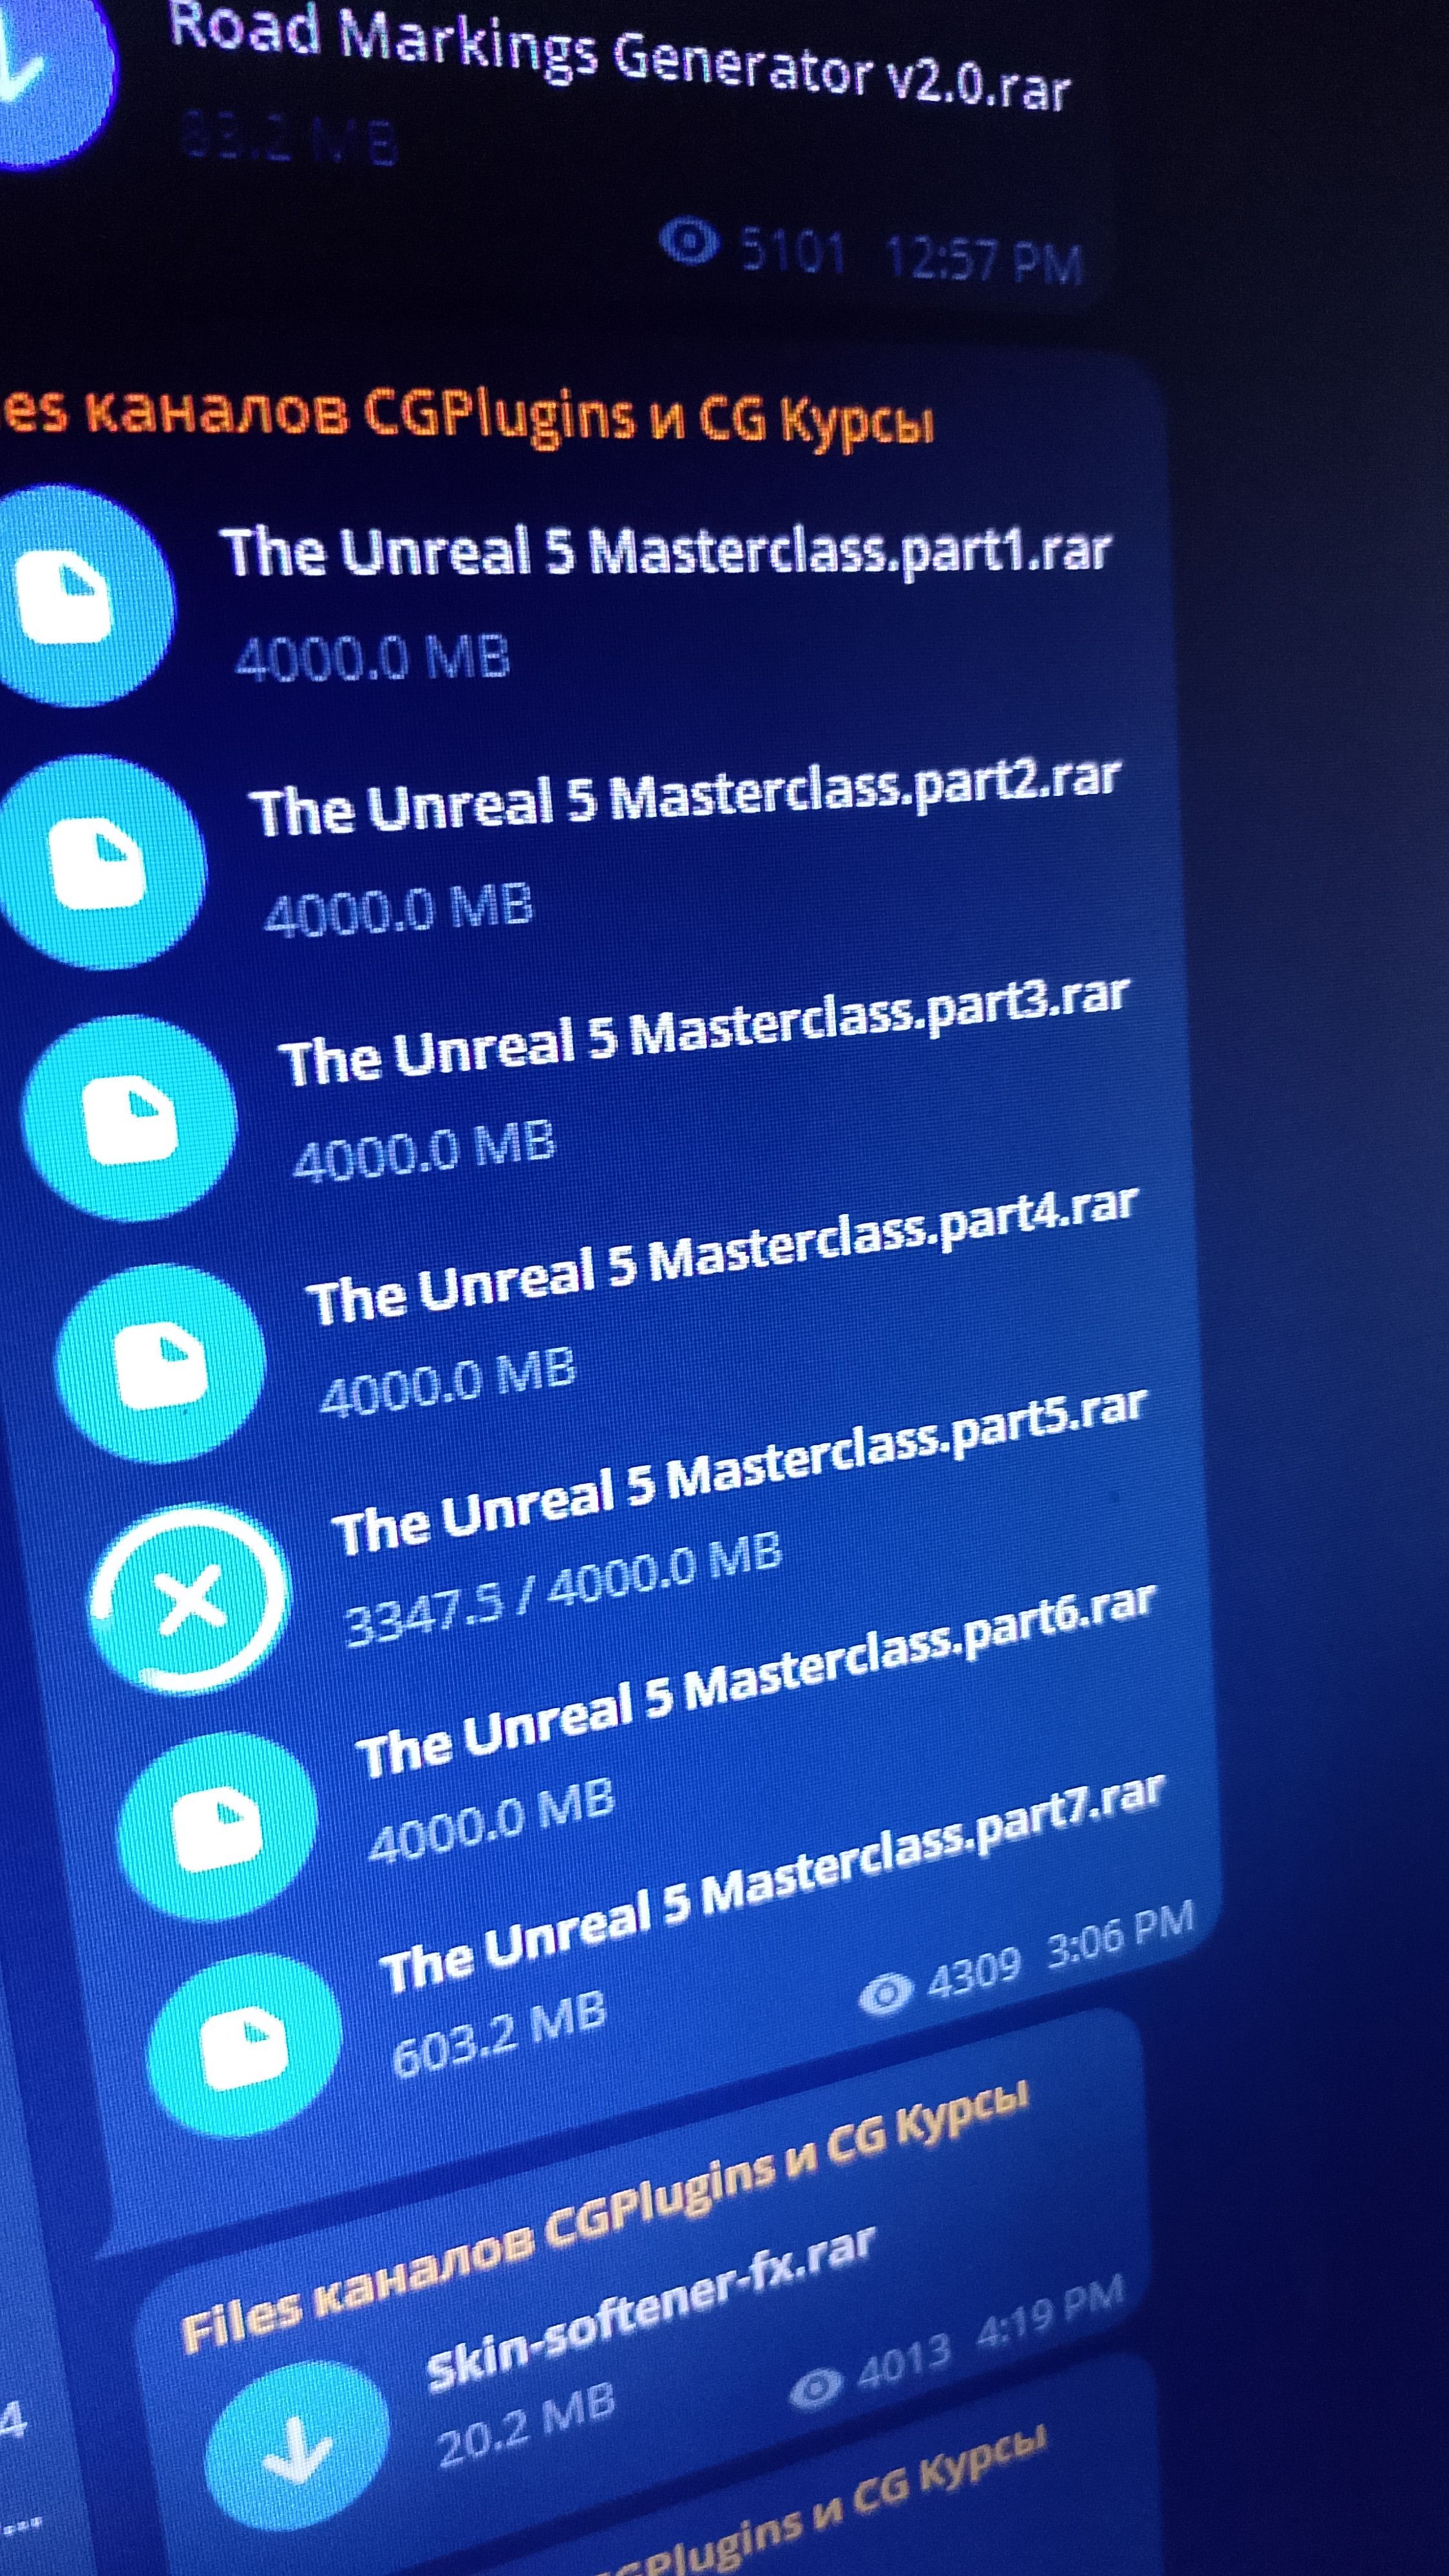 Road Markings Generator v2.0.rar
83.2 MB
5101 12:57 PM
es каналов CGPlugins и CG Курсы
The Unreal 5 Masterclass.part1.rar
4000.0 MB
The Unreal 5 Masterclass.part2.rar
4000.0 MB
The Unreal 5 Masterclass.part3.rar
4000.0 MB
The Unreal 5 Masterclass.part4.rar
4000.0 MB
The Unreal 5 Masterclass.part5.rar
3347.5 / 4000.0 MB
The Unreal 5 Masterclass.part6.rar
4000.0 MB
The Unreal 5 Masterclass.part7.rar
603.2 MB
4309 3:06 PM
Files каналов CGPlugins и CG Курсы
Skin-softener-fx.rar
20.2 MB
4013 4:19 PM
4
...
CGPlugins и CG Курсы